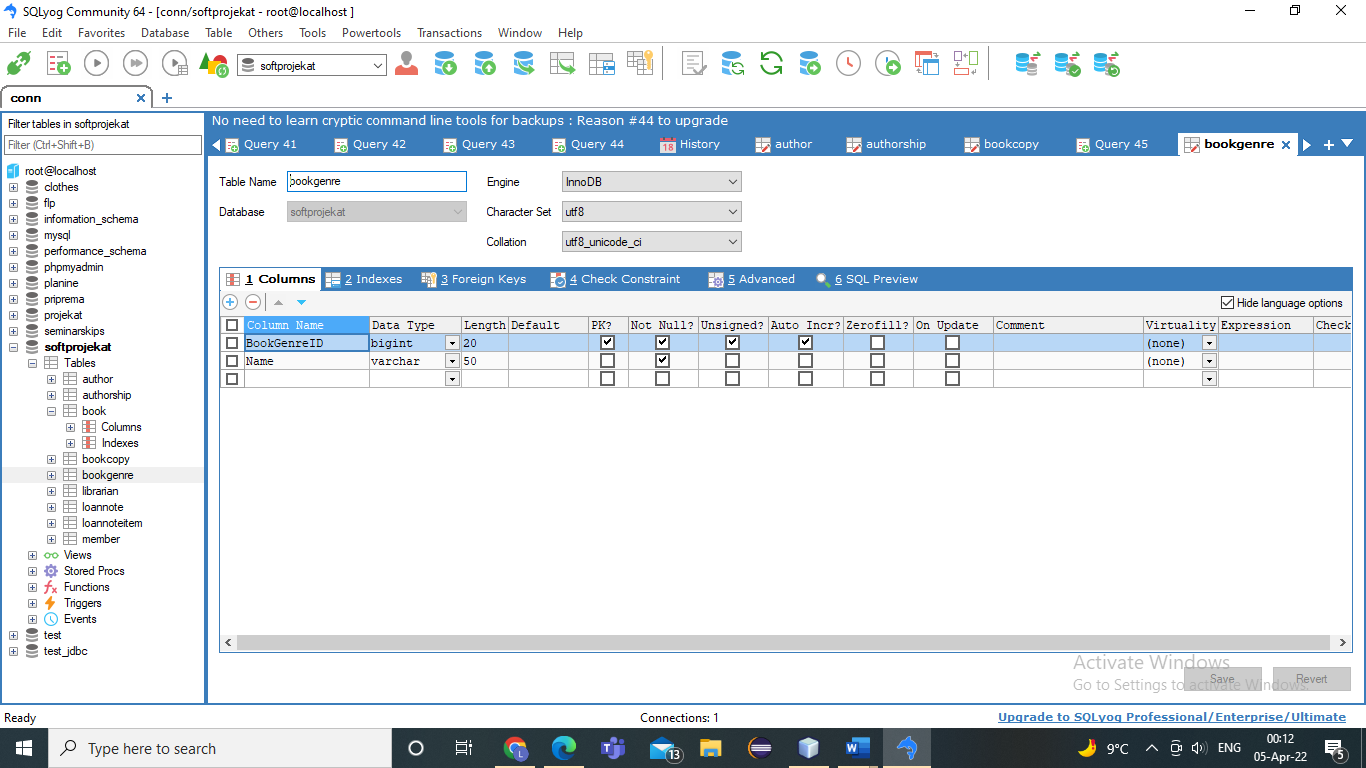 SQLyog Community 64 - [conn/softprojekat - root@localhost ]
File Edit Favorites Database Table Others Tools Powertools Transactions Window Help
softprojekat
conn
Filter tables in softprojekat
Filter (Ctrl+Shift+B)
root@localhost
clothes
flp
information_schema
mysql
performance_schema
phpmyadmin
planine
priprema
projekat
seminarskips
softprojekat
Tables
author
authorship
book
Columns
Indexes
bookcopy
bookgenre
librarian
loannote
loannoteitem
member
Views
Stored Procs
Functions
Triggers
Events
test
test_jdbc
No need to learn cryptic command line tools for backups : Reason #44 to upgrade
Query 41 Query 42 Query 43 Query 44 18 History author authorship bookcopy Query 45 bookgenre
Table Name bookgenre Engine InnoDB
Database softprojekat Character Set utf8
Collation utf8_unicode_ci
1 Columns 2 Indexes 3 Foreign Keys 4 Check Constraint 5 Advanced 6 SQL Preview
Hide language options
Column Name Data Type Length Default PK? Not Null? Unsigned? Auto Incr? Zerofill? On Update Comment Virtuality Expression Check
BookGenreID bigint 20 (none)
Name varchar 50 (none)
Activate Windows
Go to Settings to activate Windows.
Save Revert
Ready Connections: 1 Upgrade to SQLyog Professional/Enterprise/Ultimate
Type here to search 13 9°C ENG 00:12 05-Apr-22 5